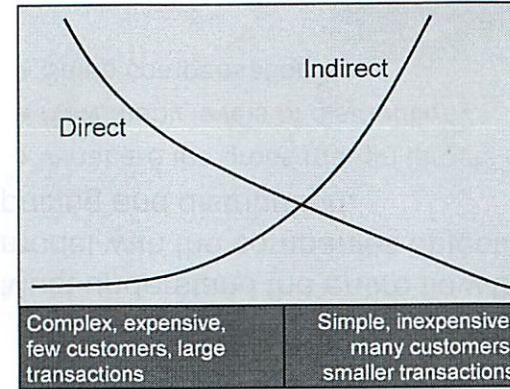 Indirect
Direct
Complex, expensive,
few customers, large
transactions
Simple, inexpensive
many customers
smaller transactions